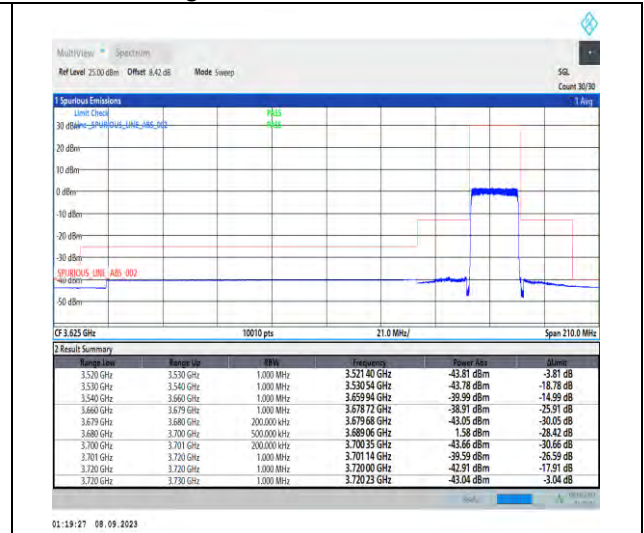 MultiView Spectrum
Ref Level 25.00 dBm Offset 8.42 dB Mode Sweep SGL
Count 30/30
1 Spurious Emissions 1 Avg
Limit Check PASS
30 dBm Line _SPURIOUS_LINE_ABS_002 PASS
20 dBm
10 dBm
0 dBm
-10 dBm
-20 dBm
-30 dBm
SPURIOUS_LINE_ABS_002
-40 dBm
-50 dBm
CF 3.625 GHz 10010 pts 21.0 MHz/ Span 210.0 MHz
2 Result Summary
Range Low Range Up RBW Frequency Power Abs ΔLimit
3.520 GHz 3.530 GHz 1.000 MHz 3.521 40 GHz -43.81 dBm -3.81 dB
3.530 GHz 3.540 GHz 1.000 MHz 3.530 54 GHz -43.78 dBm -18.78 dB
3.540 GHz 3.660 GHz 1.000 MHz 3.659 94 GHz -39.99 dBm -14.99 dB
3.660 GHz 3.679 GHz 1.000 MHz 3.678 72 GHz -38.91 dBm -25.91 dB
3.679 GHz 3.680 GHz 200.000 kHz 3.679 68 GHz -43.05 dBm -30.05 dB
3.680 GHz 3.700 GHz 500.000 kHz 3.689 06 GHz 1.58 dBm -28.42 dB
3.700 GHz 3.701 GHz 200.000 kHz 3.700 35 GHz -43.66 dBm -30.66 dB
3.701 GHz 3.720 GHz 1.000 MHz 3.701 14 GHz -39.59 dBm -26.59 dB
3.720 GHz 3.720 GHz 1.000 MHz 3.720 00 GHz -42.91 dBm -17.91 dB
3.720 GHz 3.730 GHz 1.000 MHz 3.720 23 GHz -43.04 dBm -3.04 dB
01:19:27 08.09.2023